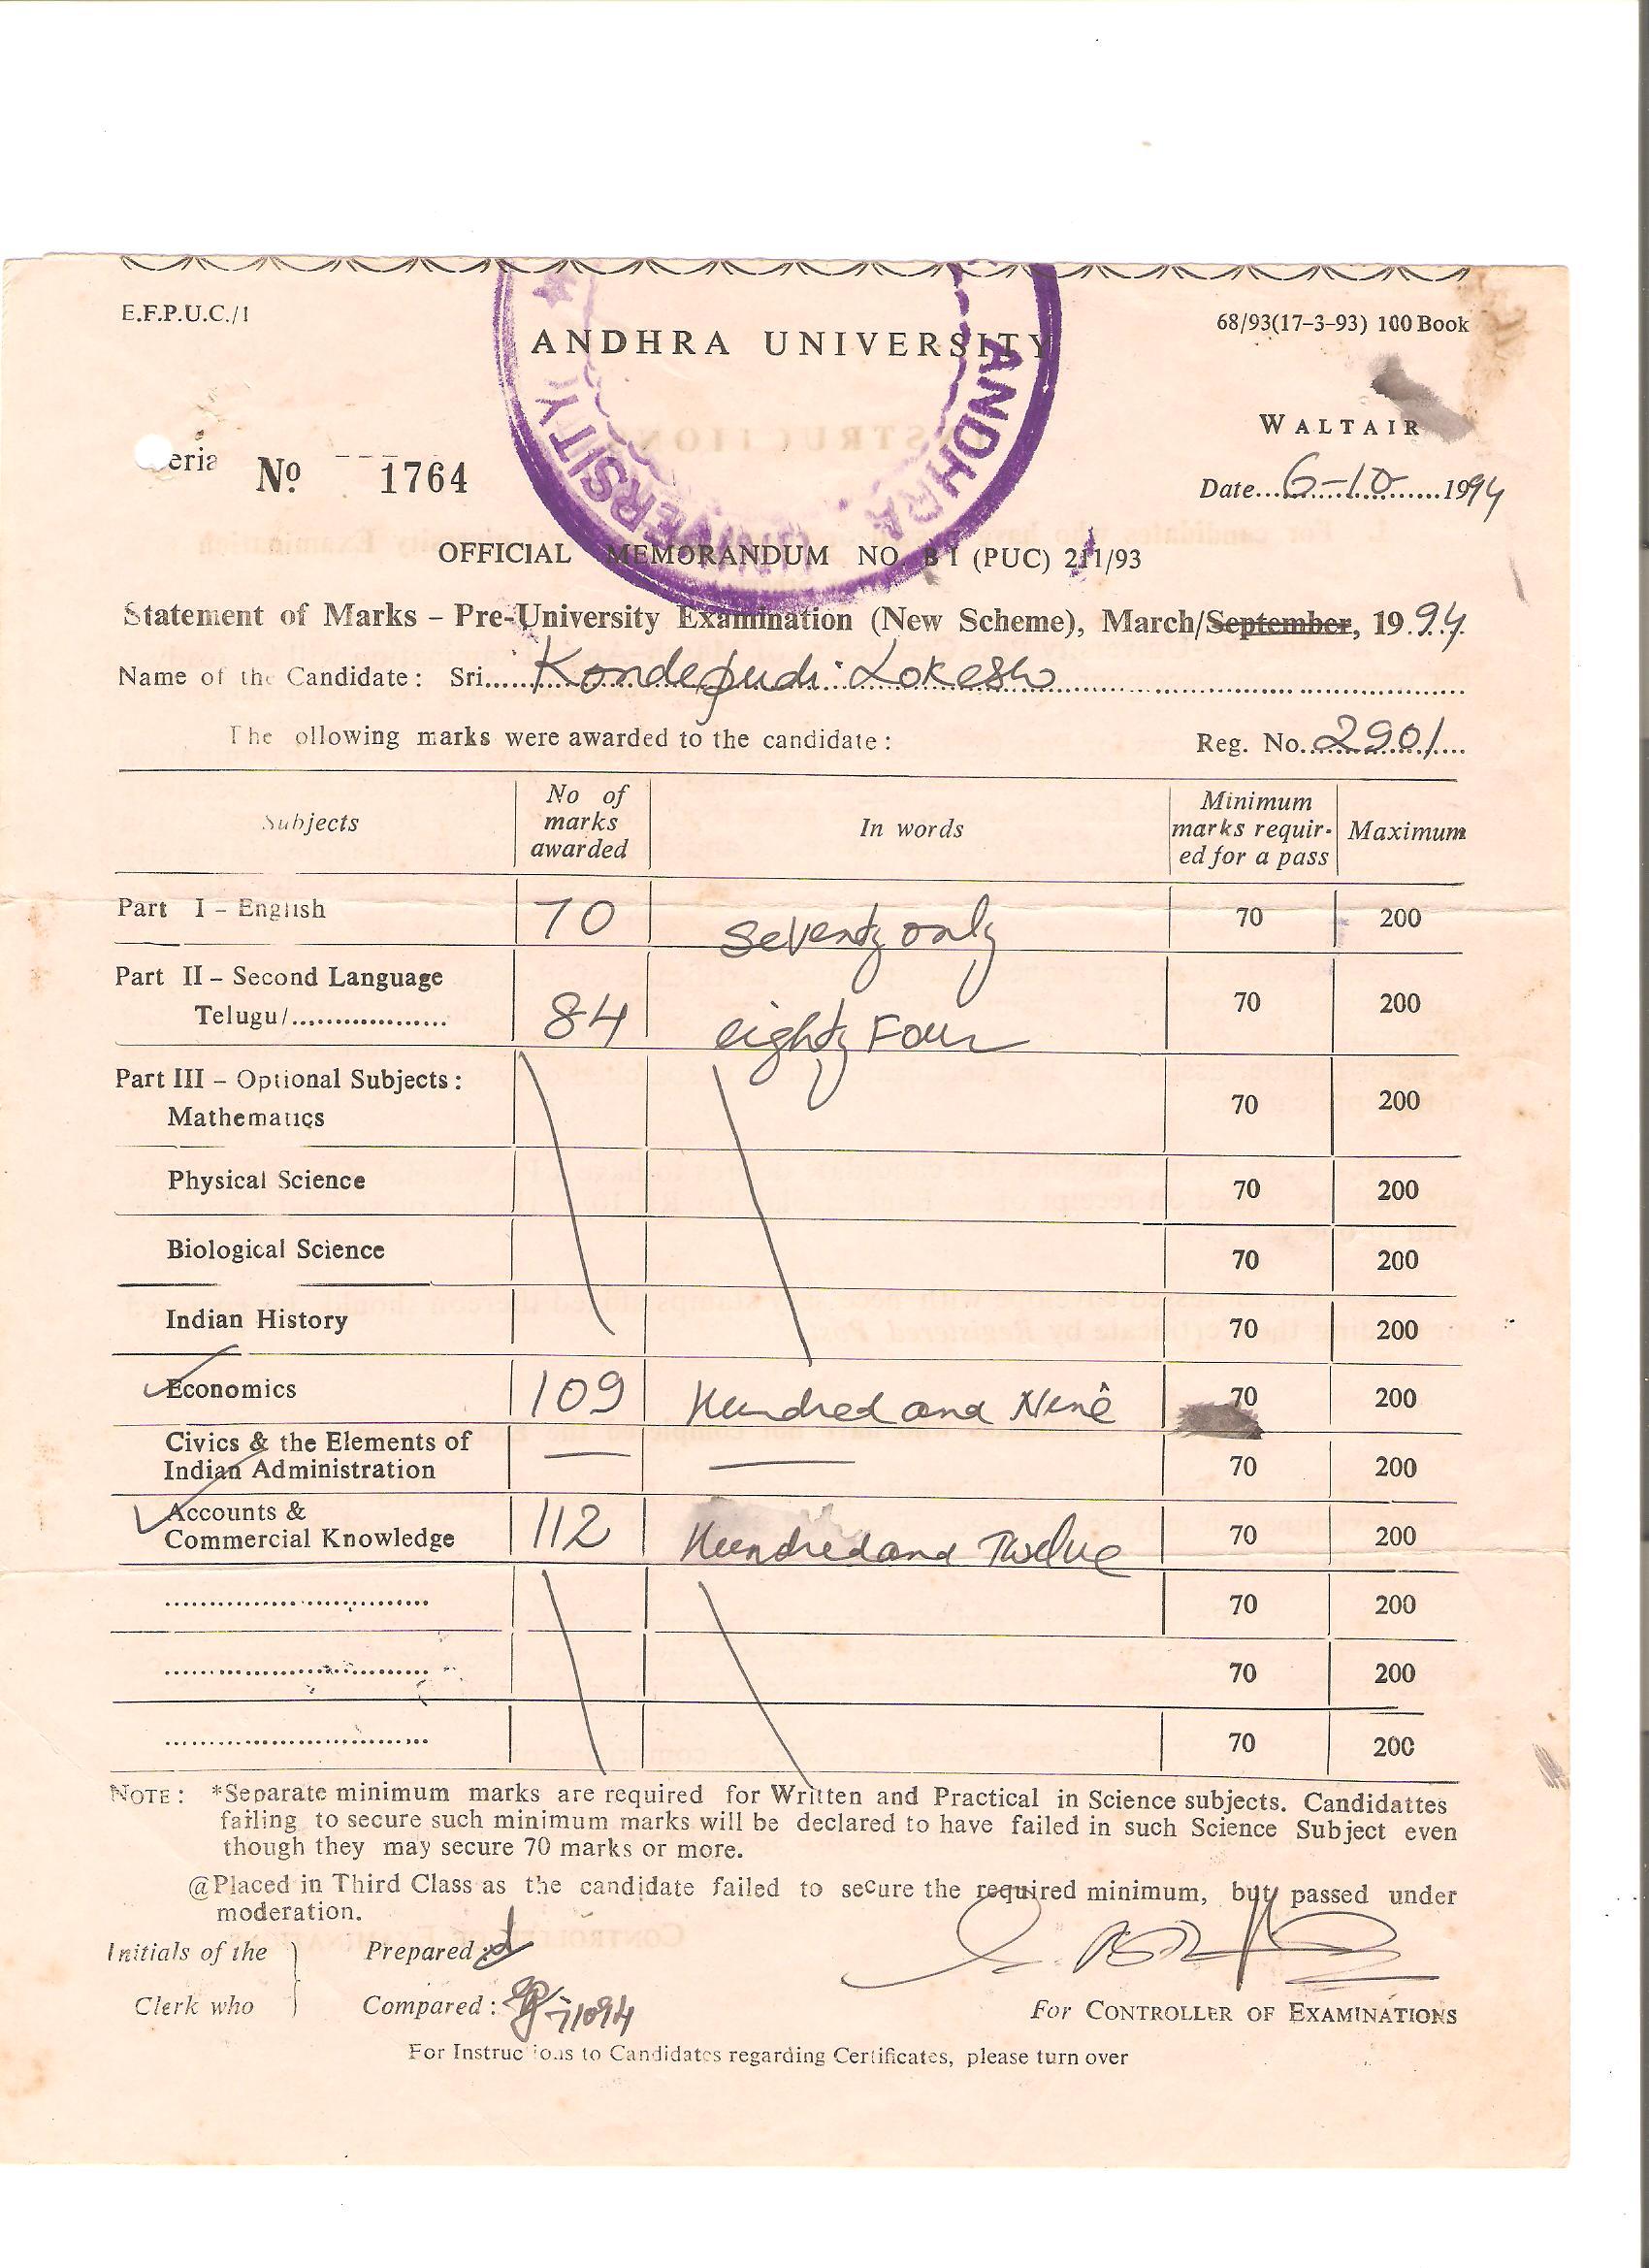 E.F.P.U.C./1
68/93(17-3-93) 100 Book
ANDHRA UNIVERSITY
ANDHRA UNIVERSITY
WALTAIR
eria No 1764
Date 6-10 1994
OFFICIAL MEMORANDUM NO. B I (PUC) 211/93
Statement of Marks – Pre-University Examination (New Scheme), March/September, 1994.
Name of the Candidate: Sri Kondepudi Lokesh
The ollowing marks were awarded to the candidate:
Reg. No. 2901
Subjects No of marks awarded In words Minimum marks requir-ed for a pass Maximum
Part I – English 70 Seventy only 70 200
Part II – Second Language
Telugu/.................. 84 eighty Four 70 200
Part III – Optional Subjects:
Mathematics 70 200
Physical Science 70 200
Biological Science 70 200
Indian History 70 200
Economics 109 Hundred and Nine 70 200
Civics & the Elements of
Indian Administration — — 70 200
Accounts &
Commercial Knowledge 112 Hundred and Twelve 70 200
.............................. 70 200
.............................. 70 200
.............................. 70 200
NOTE: *Separate minimum marks are required for Written and Practical in Science subjects. Candidattes
failing to secure such minimum marks will be declared to have failed in such Science Subject even
though they may secure 70 marks or more.
@Placed in Third Class as the candidate failed to secure the required minimum, but passed under
moderation.
Initials of the Prepared:
Clerk who Compared: 71094
For CONTROLLER OF EXAMINATIONS
For Instruc ions to Candidates regarding Certificates, please turn over